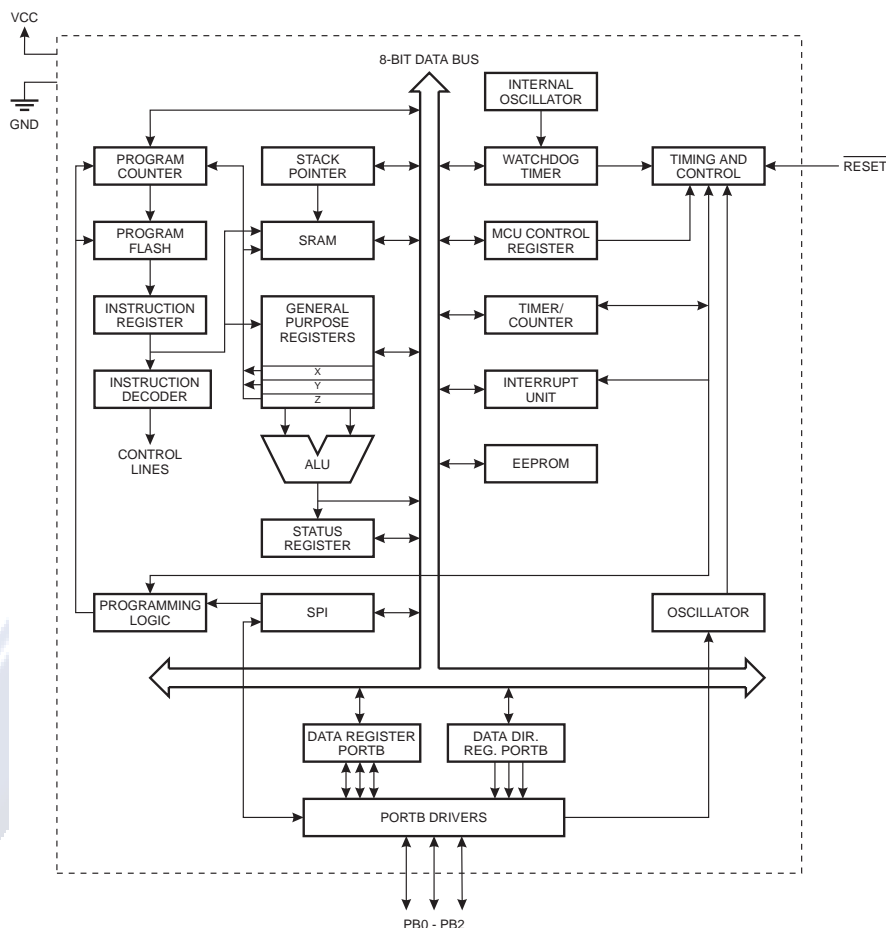 VCC
8-BIT DATA BUS
GND
INTERNAL
OSCILLATOR
PROGRAM
COUNTER
STACK
POINTER
WATCHDOG
TIMER
TIMING AND
CONTROL
RESET
PROGRAM
FLASH
SRAM
MCU CONTROL
REGISTER
INSTRUCTION
REGISTER
GENERAL
PURPOSE
REGISTERS
X
Y
Z
TIMER/
COUNTER
INSTRUCTION
DECODER
INTERRUPT
UNIT
CONTROL
LINES
ALU
EEPROM
STATUS
REGISTER
PROGRAMMING
LOGIC
SPI
OSCILLATOR
DATA REGISTER
PORTB
DATA DIR.
REG. PORTB
PORTB DRIVERS
PB0 - PB2